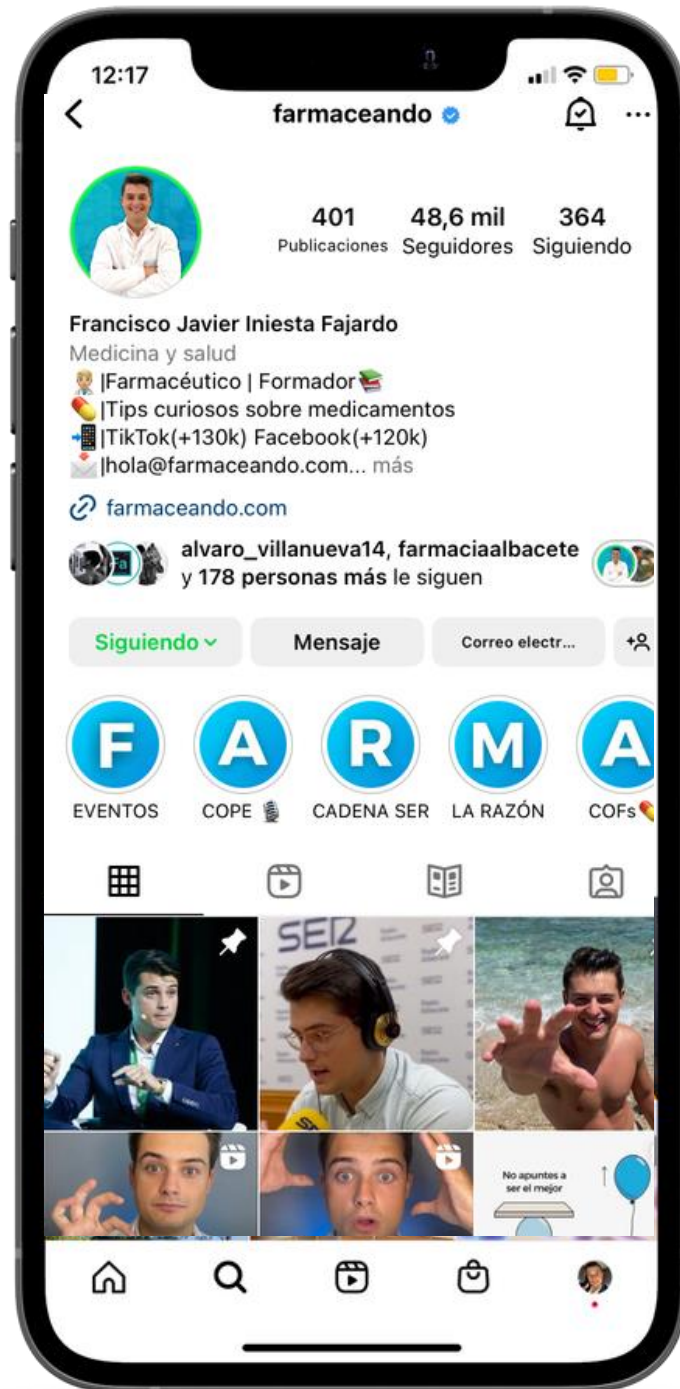 12:17
farmaceando
401 48,6 mil 364
Publicaciones Seguidores Siguiendo
Francisco Javier Iniesta Fajardo
Medicina y salud
|Farmacéutico | Formador
|Tips curiosos sobre medicamentos
|TikTok(+130k) Facebook(+120k)
|hola@farmaceando.com... más
farmaceando.com
Fa
alvaro_villanueva14, farmaciaalbacete
y 178 personas más le siguen
Siguiendo Mensaje Correo electr...
F A R M A
EVENTOS COPE CADENA SER LA RAZÓN COFs
SER
No apuntes a
ser el mejor